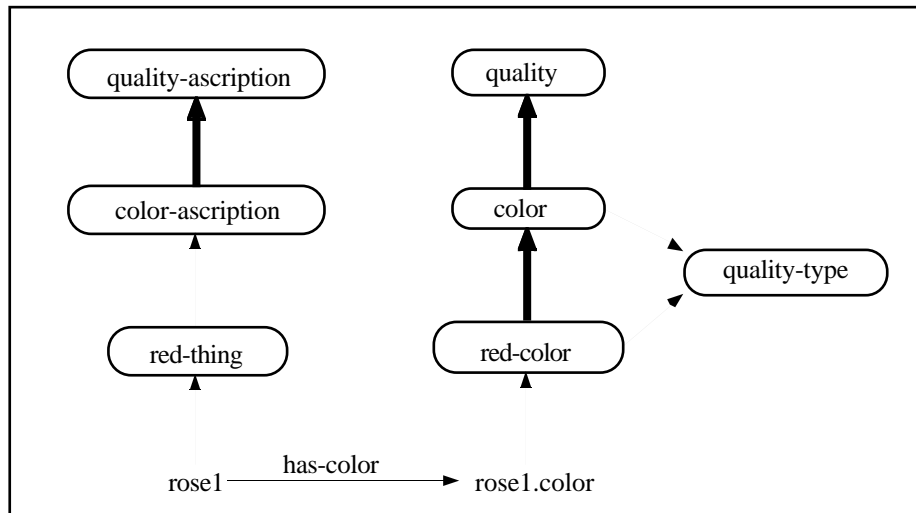 quality-ascription
quality
color-ascription
color
quality-type
red-thing
red-color
has-color
rose1
rose1.color